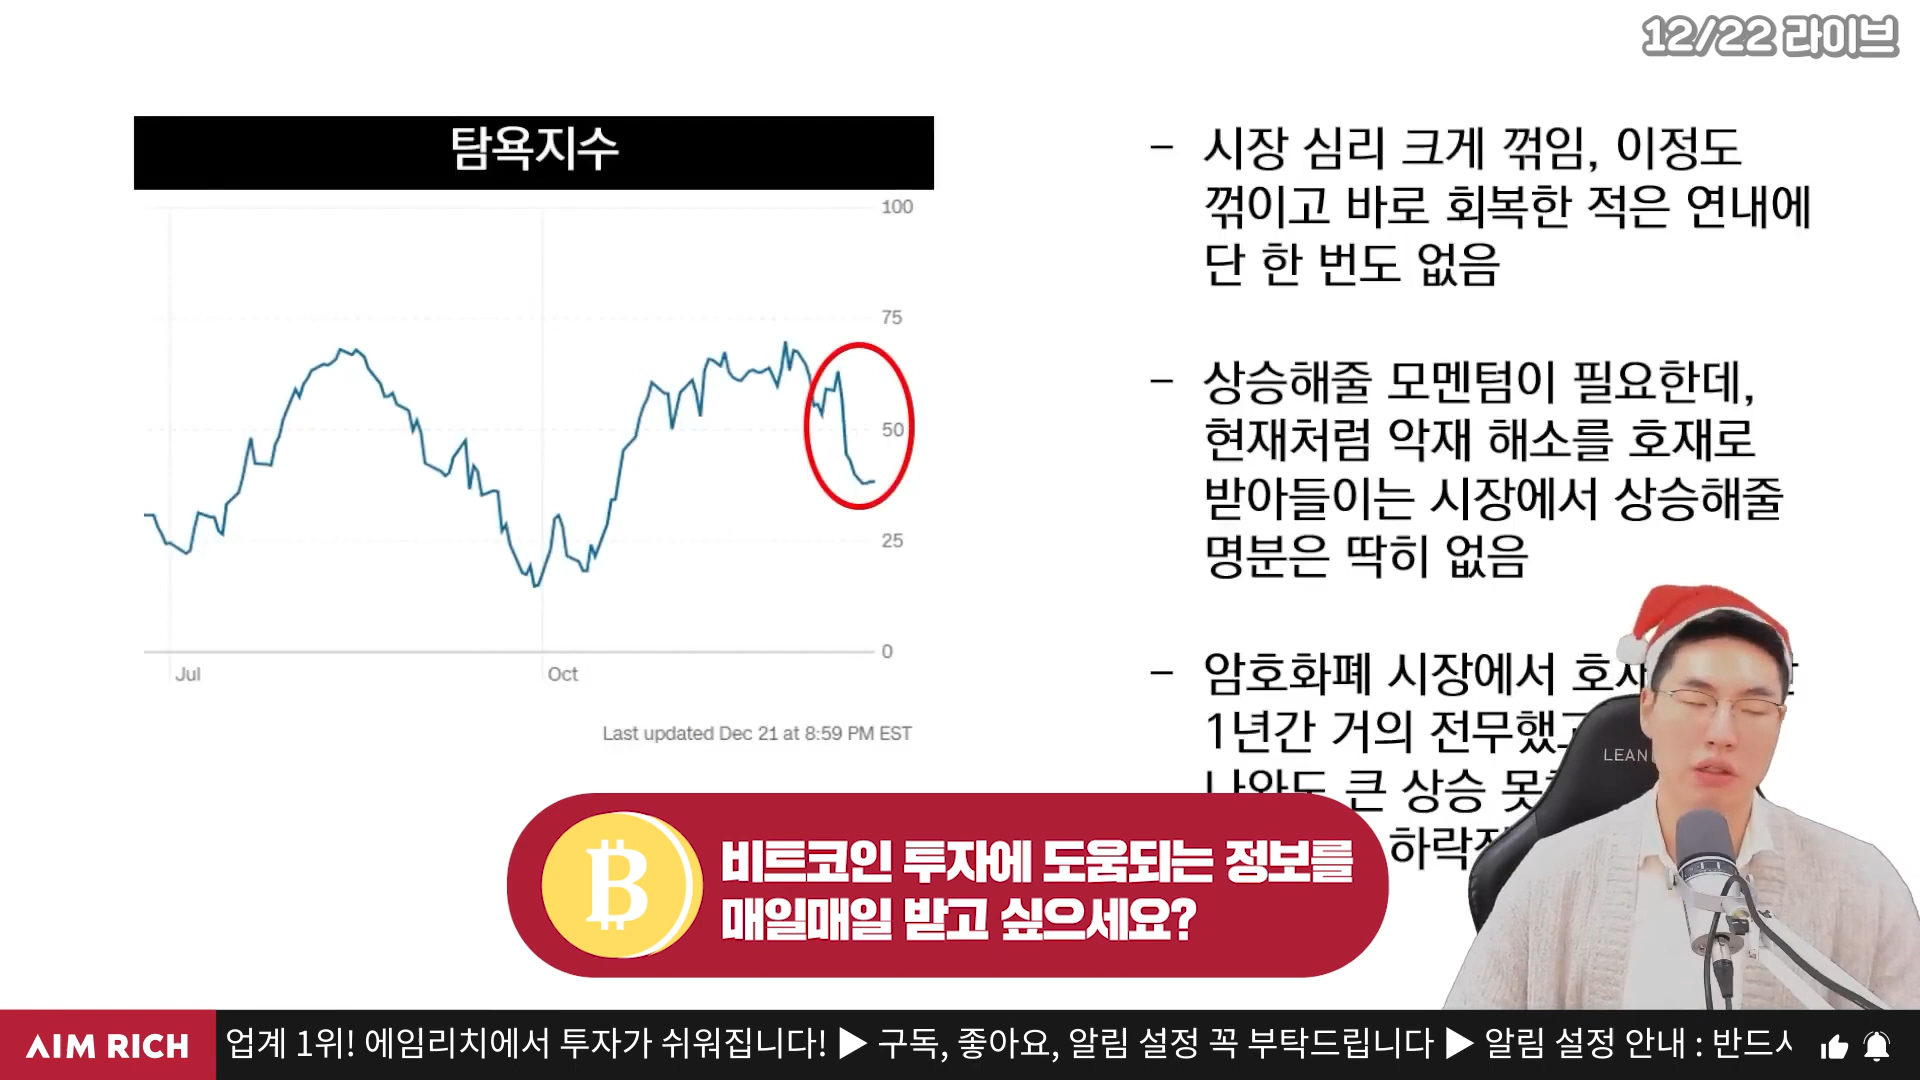 12/22 라이브
탐욕지수
100
75
50
25
0
Jul
Oct
Last updated Dec 21 at 8:59 PM EST
- 시장 심리 크게 꺾임, 이정도
꺾이고 바로 회복한 적은 연내에
단 한 번도 없음
- 상승해줄 모멘텀이 필요한데,
현재처럼 악재 해소를 호재로
받아들이는 시장에서 상승해줄
명분은 딱히 없음
- 암호화폐 시장에서
1년간 거의 전무했고
나와도 큰 상승
LEAN
비트코인 투자에 도움되는 정보를
매일매일 받고 싶으세요?
AIM RICH
업계 1위! 에임리치에서 투자가 쉬워집니다! ▶ 구독, 좋아요, 알림 설정 꼭 부탁드립니다 ▶ 알림 설정 안내 :